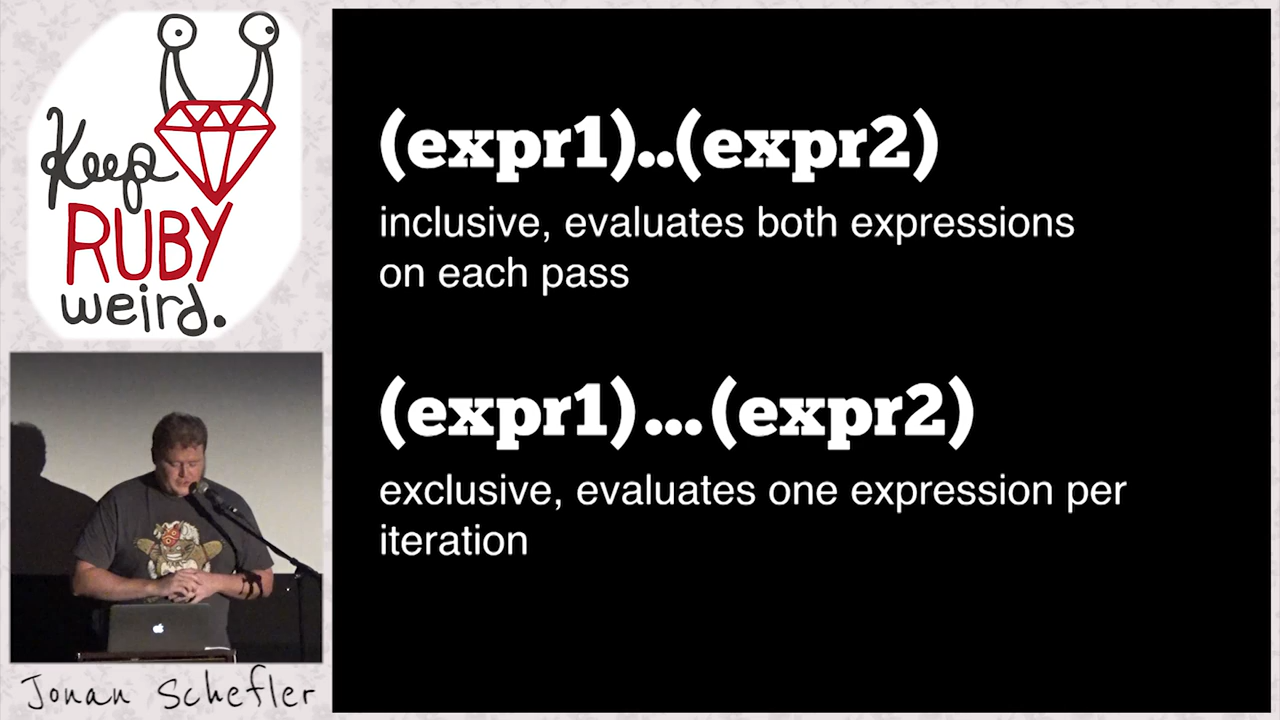 Keep
RUBY
weird.
(expr1)..(expr2)
inclusive, evaluates both expressions
on each pass
(expr1)...(expr2)
exclusive, evaluates one expression per
iteration
Jonan Schefler